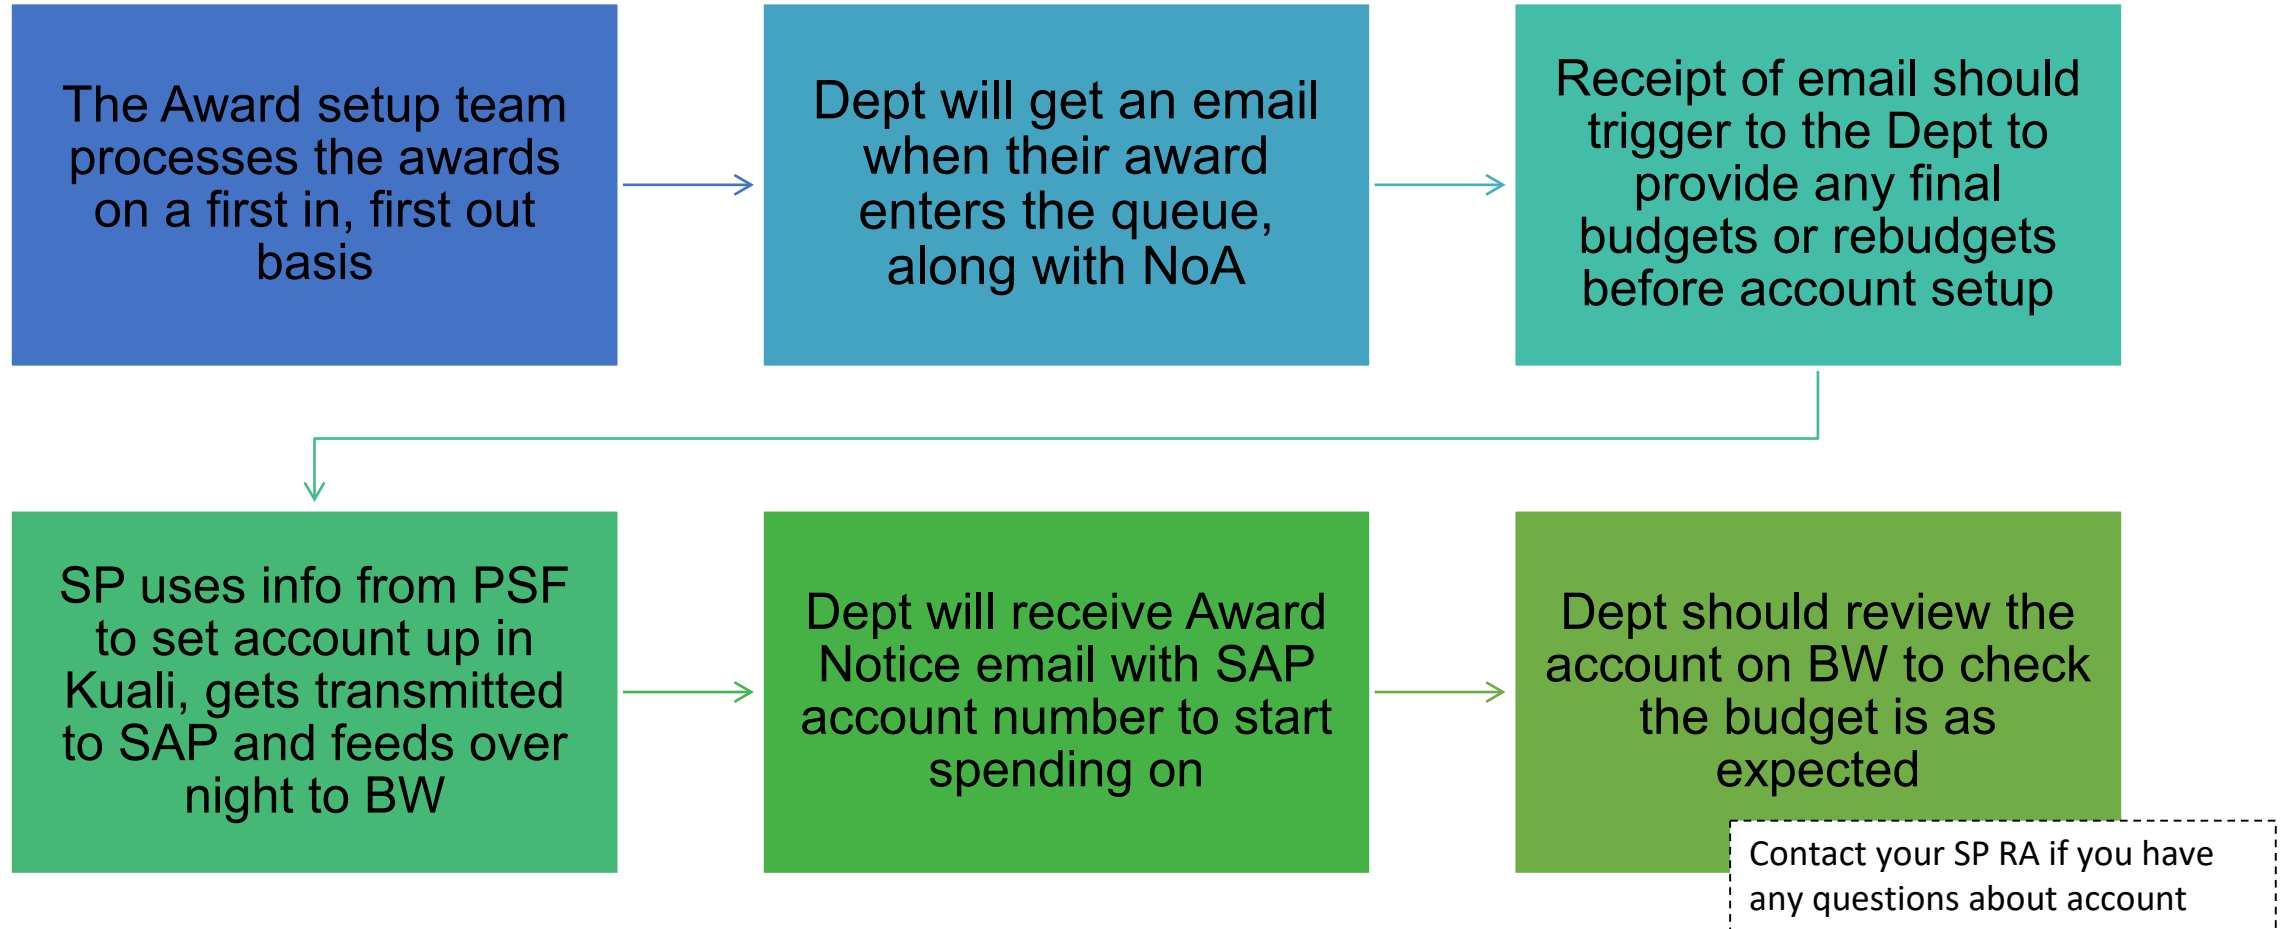 The Award setup team
processes the awards
on a first in, first out
basis
Dept will get an email
when their award
enters the queue,
along with NoA
Receipt of email should
trigger to the Dept to
provide any final
budgets or rebudgets
before account setup
SP uses info from PSF
to set account up in
Kuali, gets transmitted
to SAP and feeds over
night to BW
Dept will receive Award
Notice email with SAP
account number to start
spending on
Dept should review the
account on BW to check
the budget is as
expected
Contact your SP RA if you have
any questions about account